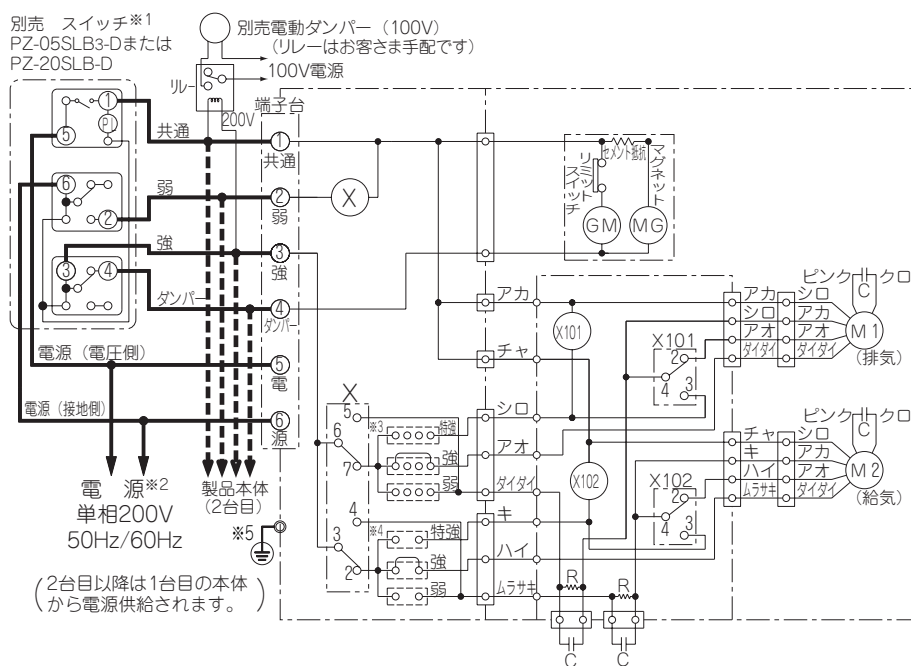 別売 スイッチ※1
PZ-05SLB3-Dまたは
PZ-20SLB-D
別売電動ダンパー(100V)
(リレーはお客さま手配です)
100V電源
リレー
200V
端子台
① PL ⑤
共通
⑥ ②
弱
③ ④
強
ダンパー
電源(電圧側)
電源(接地側)
①
共通
②
弱
③
強
④
ダンパー
⑤
電
⑥
源
X
電 源※2
単相200V
50Hz/60Hz
製品本体
(2台目)
※5
(2台目以降は1台目の本体
から電源供給されます。)
セメント抵抗
リミット
スイッチ
マグネット
GM
MG
X
5
6
7
4
3
2
※3 特強
強
弱
※4 特強
強
弱
アカ
チャ
シロ
アオ
ダイダイ
キ
ハイ
ムラサキ
X101
X102
X101
2
4 3
X102
2
4 3
R
R
C
C
アカ シロ
シロ アカ
アオ アオ
ダイダイ ダイダイ
ピンク C クロ
M1
(排気)
チャ シロ
キ アカ
ハイ アオ
ムラサキ ダイダイ
ピンク C クロ
M2
(給気)